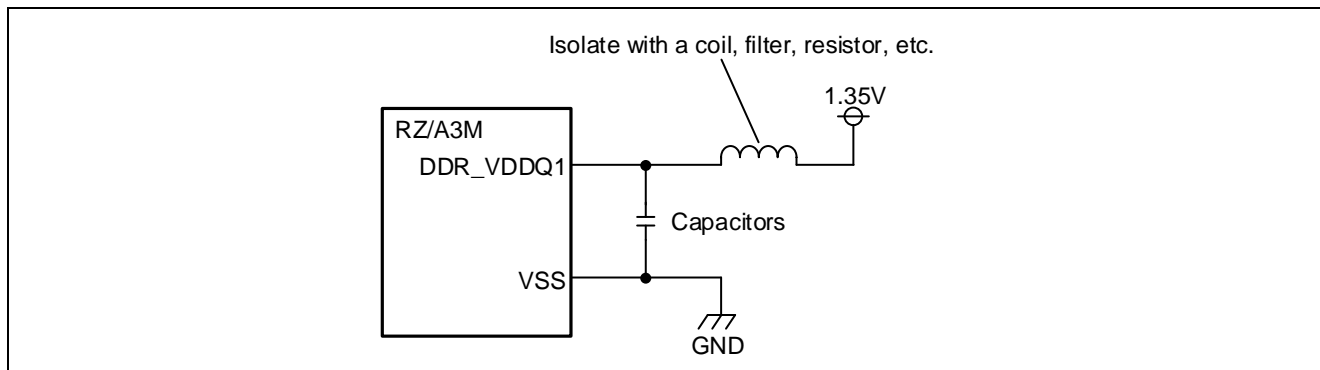 Isolate with a coil, filter, resistor, etc.
1.35V
RZ/A3M
DDR_VDDQ1
Capacitors
VSS
GND